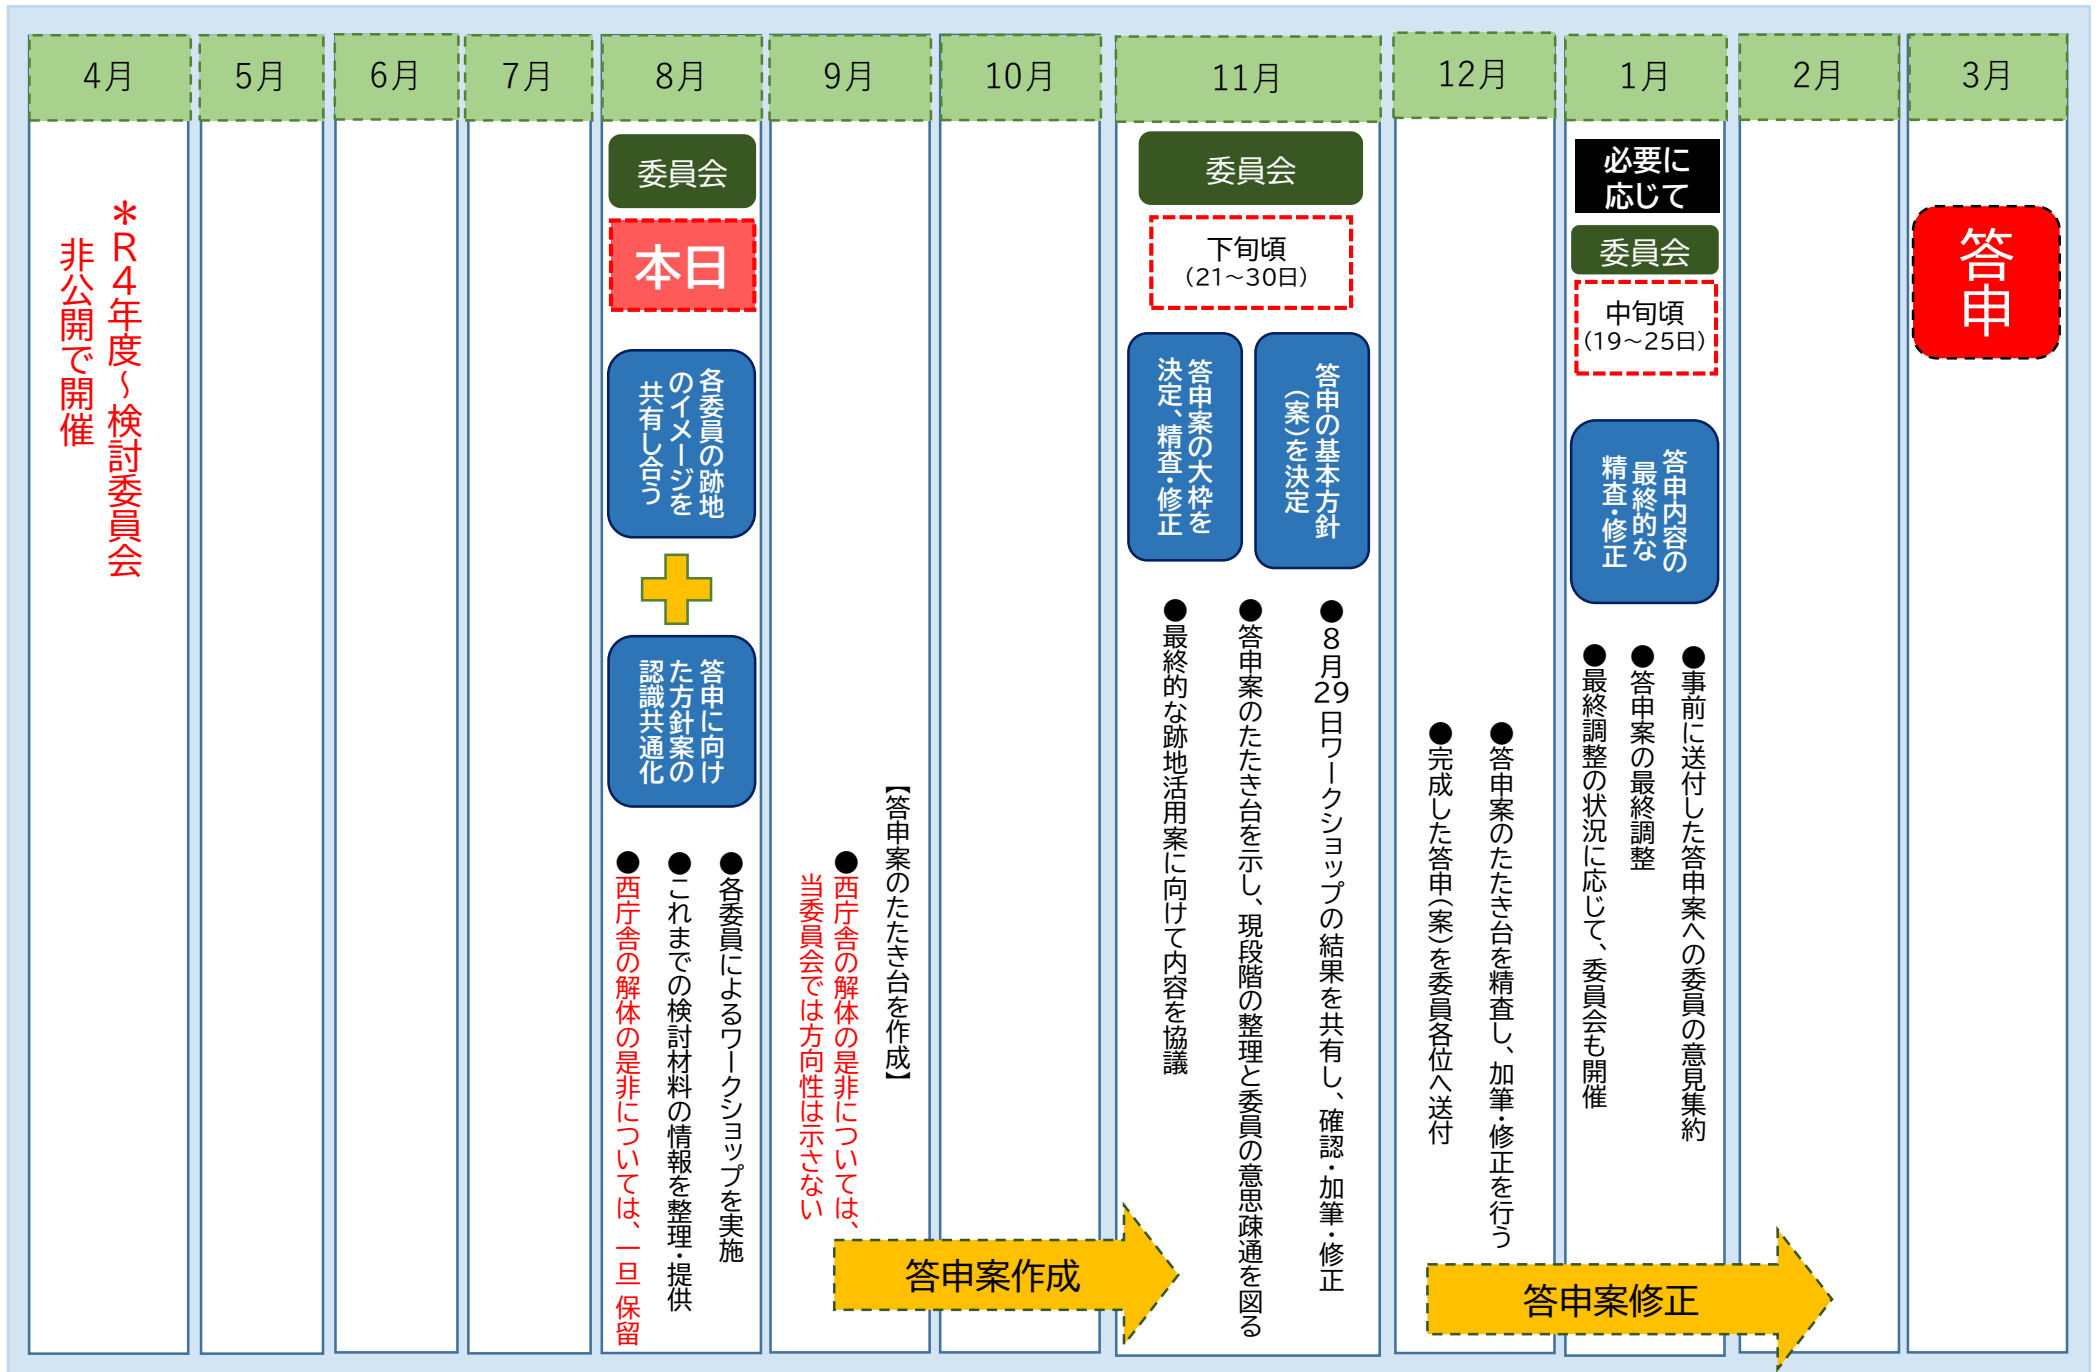 4月
5月
6月
7月
8月
9月
10月
11月
12月
1月
2月
3月
＊R4年度～検討委員会
非公開で開催
委員会
本日
各委員の跡地
のイメージを
共有し合う
答申に向け
た方針案の
認識共通化
●各委員によるワークショップを実施
●これまでの検討材料の情報を整理・提供
●西庁舎の解体の是非については、一旦保留
【答申案のたたき台を作成】
●西庁舎の解体の是非については、
当委員会では方向性は示さない
答申案作成
委員会
下旬頃
（21～30日）
答申の基本方針
（案）を決定
答申案の大枠を
決定、精査・修正
●8月29日ワークショップの結果を共有し、確認・加筆・修正
●答申案のたたき台を示し、現段階の整理と委員の意思疎通を図る
●最終的な跡地活用案に向けて内容を協議
●答申案のたたき台を精査し、加筆・修正を行う
●完成した答申（案）を委員各位へ送付
必要に
応じて
委員会
中旬頃
（19～25日）
答申内容の
最終的な
精査・修正
●事前に送付した答申案への委員の意見集約
●答申案の最終調整
●最終調整の状況に応じて、委員会も開催
答申案修正
答申